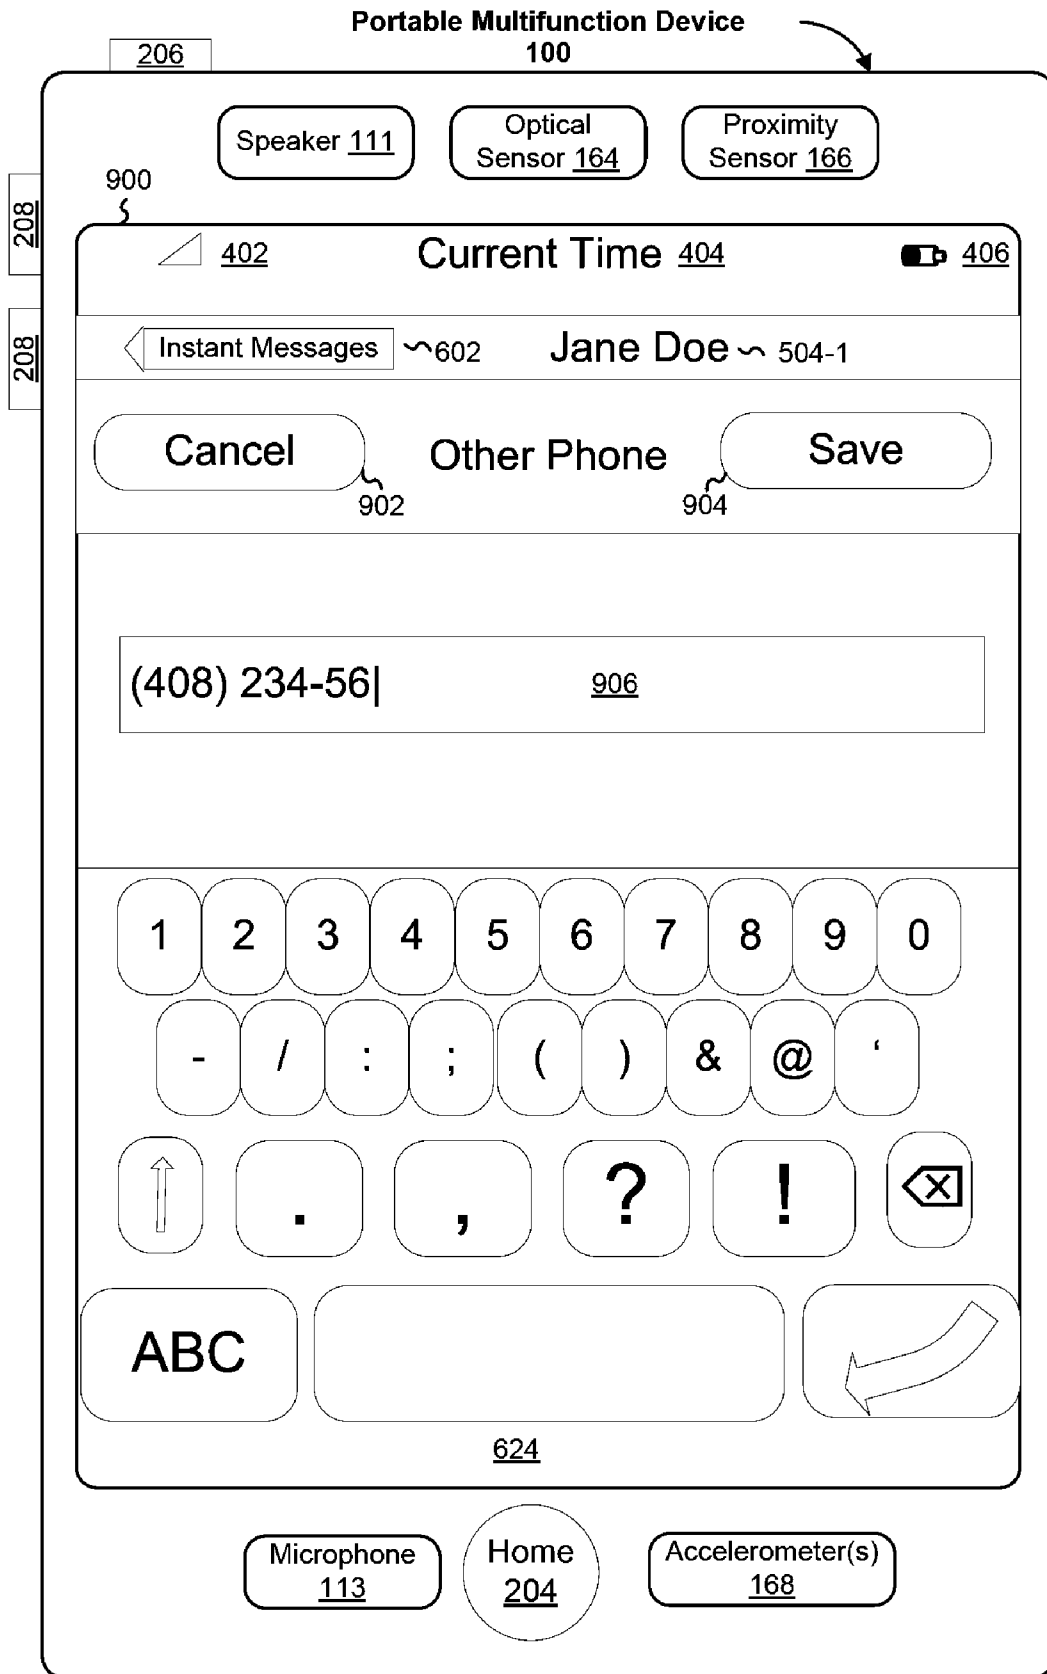 Portable Multifunction Device
100
206
Speaker 111
Optical
Sensor 164
Proximity
Sensor 166
900
208
208
402
Current Time 404
406
Instant Messages
602
Jane Doe
504-1
Cancel
902
Other Phone
Save
904
(408) 234-56|
906
1 2 3 4 5 6 7 8 9 0
- / : ; ( ) & @ ‘
. , ? !
ABC
624
Microphone
113
Home
204
Accelerometer(s)
168